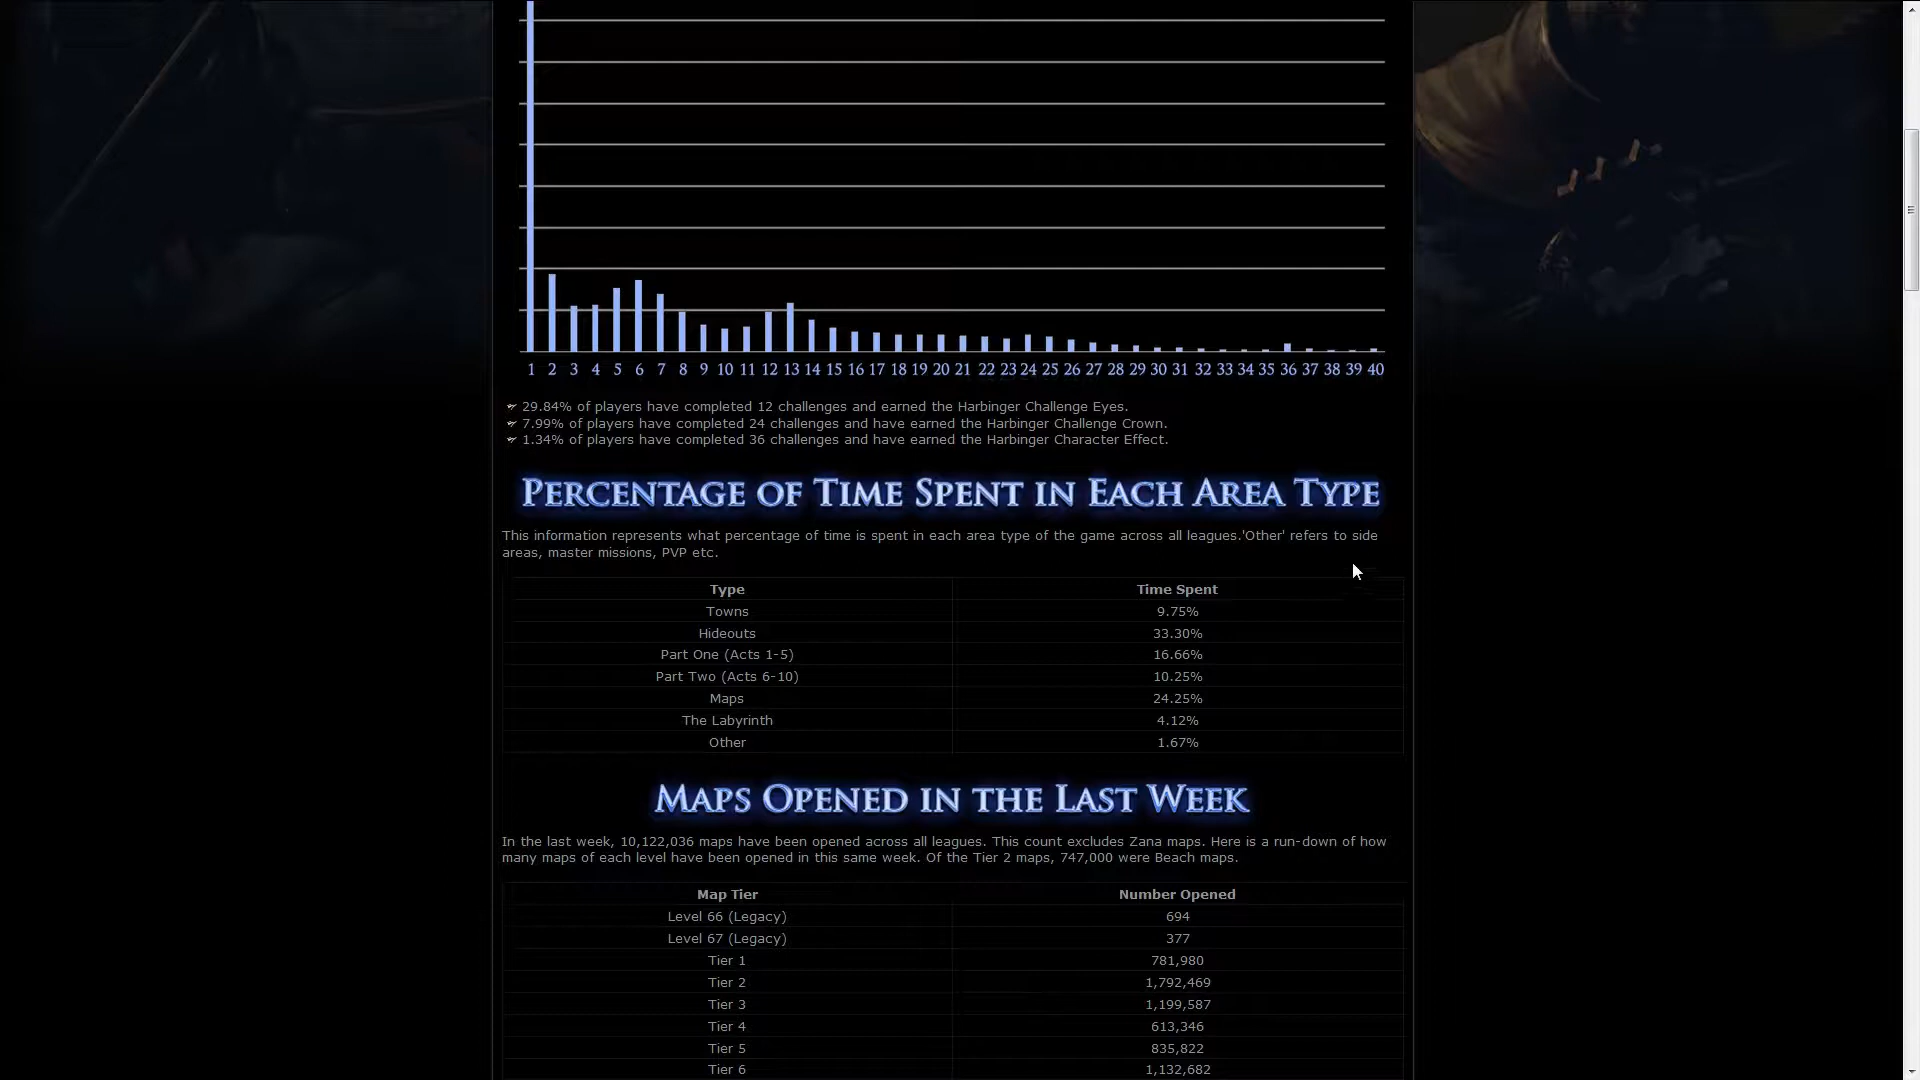 1 2 3 4 5 6 7 8 9 10 11 12 13 14 15 16 17 18 19 20 21 22 23 24 25 26 27 28 29 30 31 32 33 34 35 36 37 38 39 40
29.84% of players have completed 12 challenges and earned the Harbinger Challenge Eyes.
7.99% of players have completed 24 challenges and have earned the Harbinger Challenge Crown.
1.34% of players have completed 36 challenges and have earned the Harbinger Character Effect.
Percentage of Time Spent in Each Area Type
This information represents what percentage of time is spent in each area type of the game across all leagues.'Other' refers to side
areas, master missions, PVP etc.
Type Time Spent
Towns 9.75%
Hideouts 33.30%
Part One (Acts 1-5) 16.66%
Part Two (Acts 6-10) 10.25%
Maps 24.25%
The Labyrinth 4.12%
Other 1.67%
Maps Opened in the Last Week
In the last week, 10,122,036 maps have been opened across all leagues. This count excludes Zana maps. Here is a run-down of how
many maps of each level have been opened in this same week. Of the Tier 2 maps, 747,000 were Beach maps.
Map Tier Number Opened
Level 66 (Legacy) 694
Level 67 (Legacy) 377
Tier 1 781,980
Tier 2 1,792,469
Tier 3 1,199,587
Tier 4 613,346
Tier 5 835,822
Tier 6 1,132,682